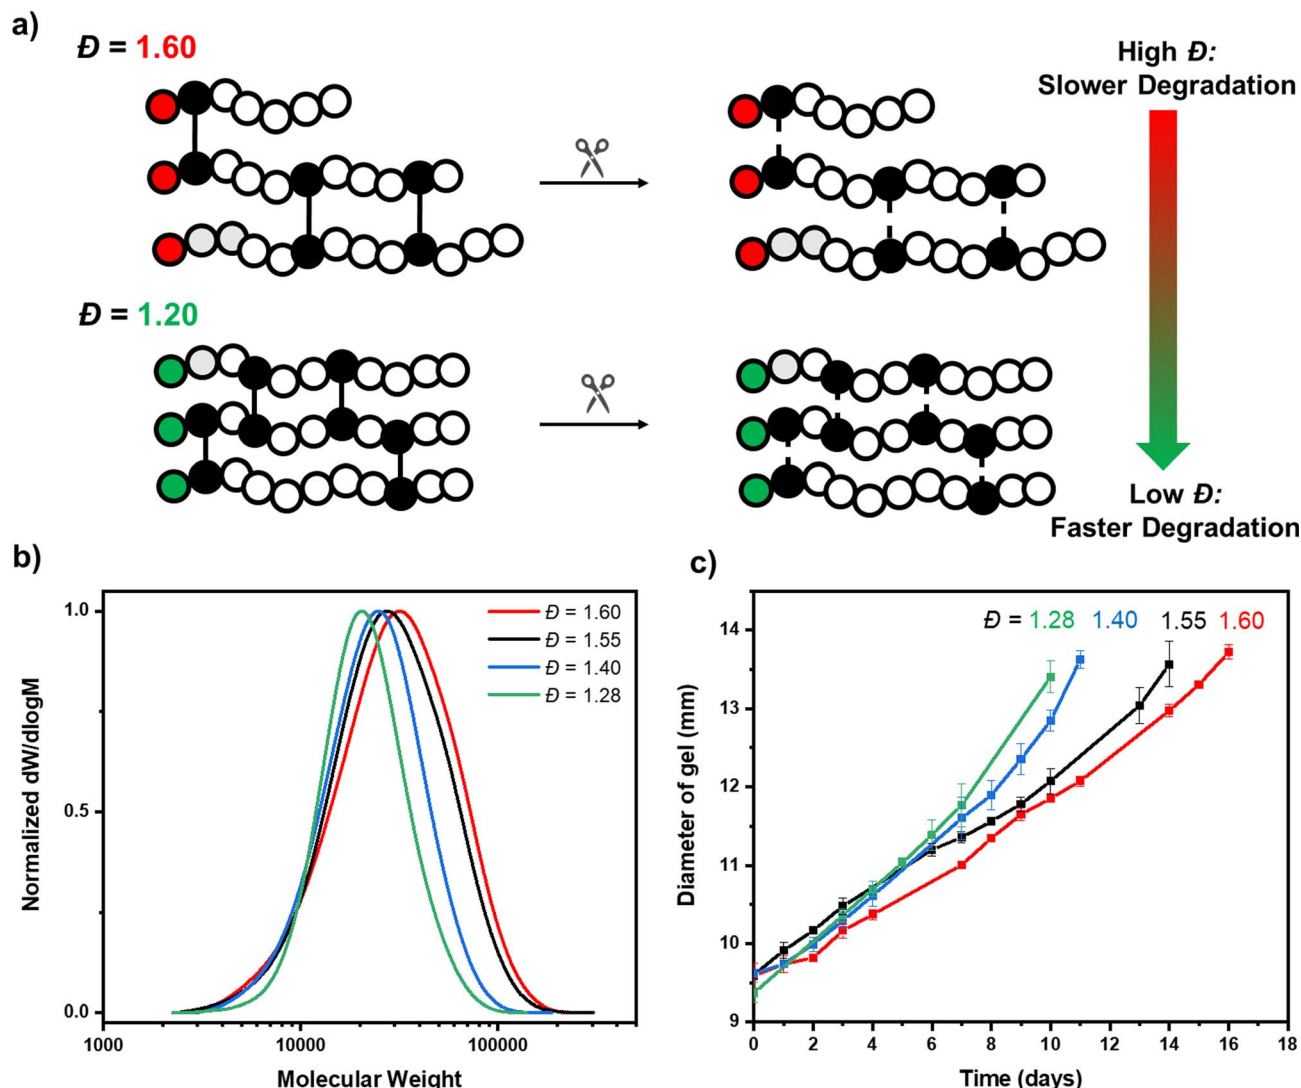 a)
Đ = 1.60
High Đ:
Slower Degradation
Đ = 1.20
Low Đ:
Faster Degradation
b)
1.0
0.5
0.0
1000
10000
100000
Normalized dW/dlogM
Molecular Weight
Đ = 1.60
Đ = 1.55
Đ = 1.40
Đ = 1.28
c)
Đ = 1.28 1.40 1.55 1.60
14
13
12
11
10
9
0 2 4 6 8 10 12 14 16 18
Diameter of gel (mm)
Time (days)